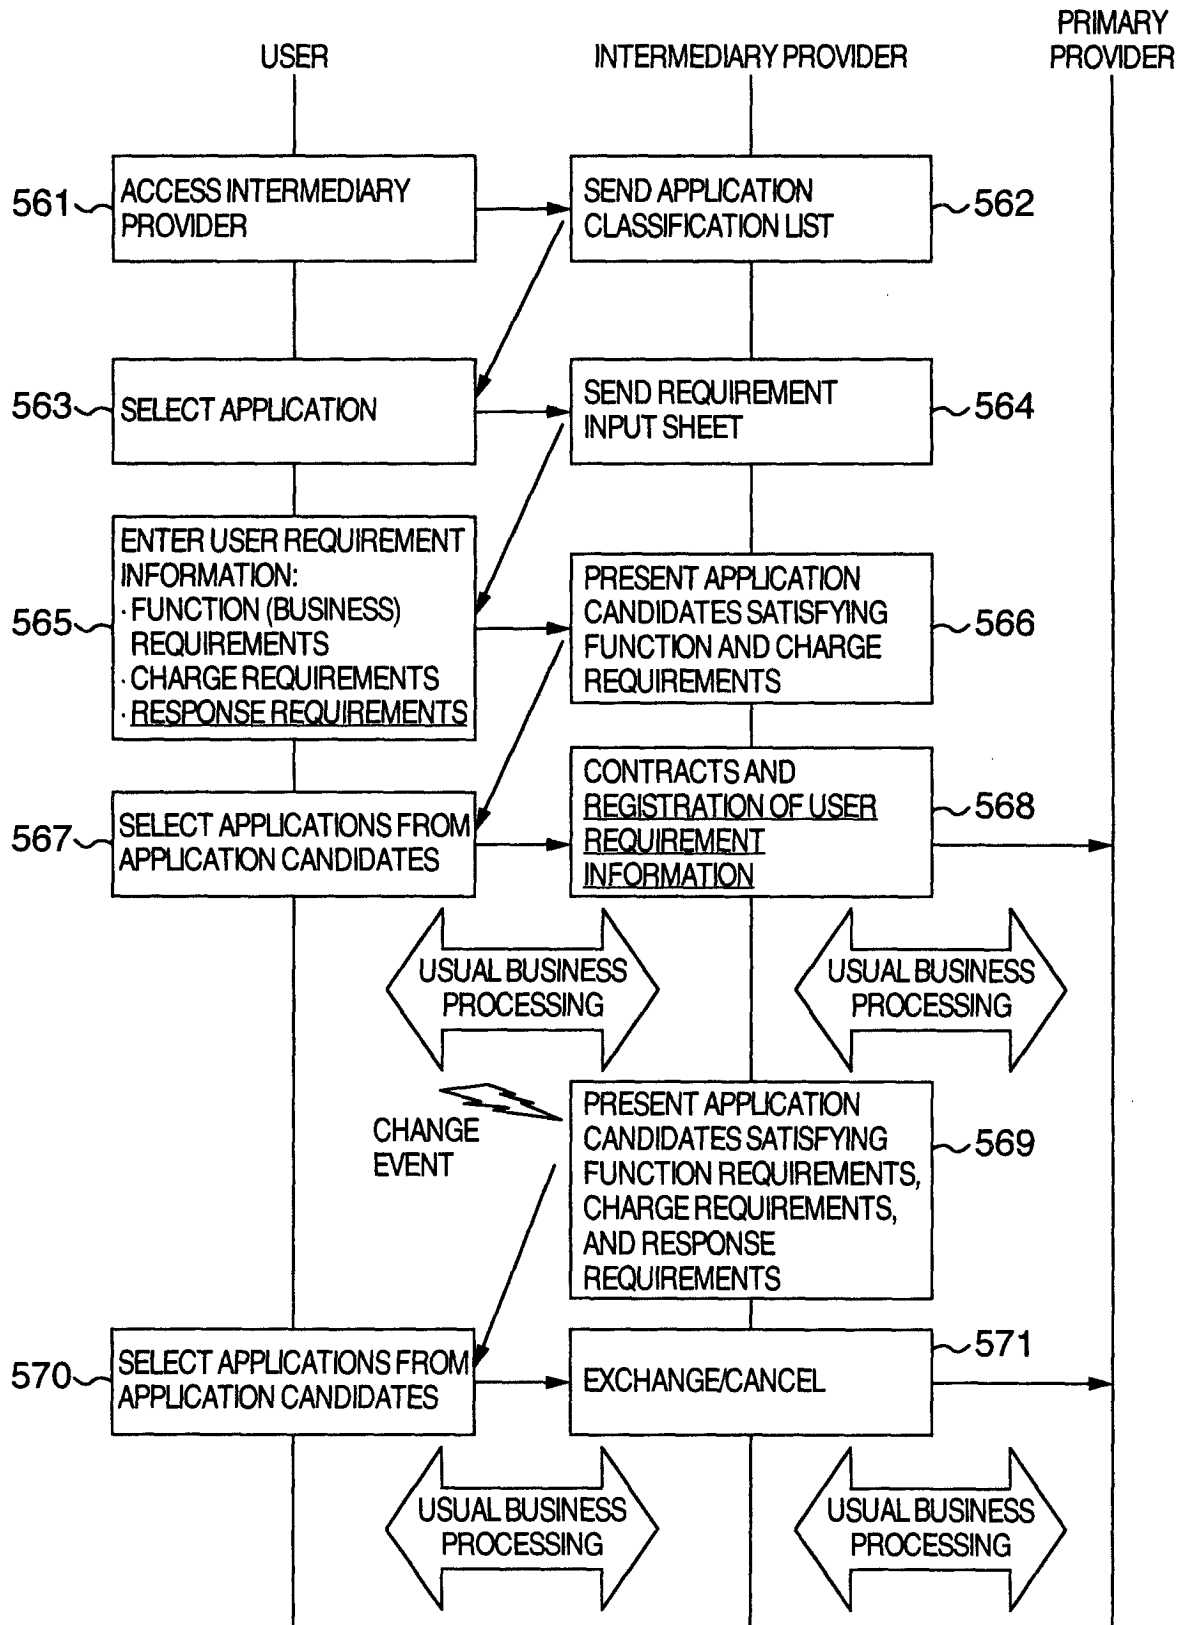 PRIMARY
PROVIDER
USER
INTERMEDIARY PROVIDER
561
ACCESS INTERMEDIARY
PROVIDER
SEND APPLICATION
CLASSIFICATION LIST
562
563
SELECT APPLICATION
SEND REQUIREMENT
INPUT SHEET
564
565
ENTER USER REQUIREMENT
INFORMATION:
· FUNCTION (BUSINESS)
REQUIREMENTS
· CHARGE REQUIREMENTS
· RESPONSE REQUIREMENTS
PRESENT APPLICATION
CANDIDATES SATISFYING
FUNCTION AND CHARGE
REQUIREMENTS
566
567
SELECT APPLICATIONS FROM
APPLICATION CANDIDATES
CONTRACTS AND
REGISTRATION OF USER
REQUIREMENT
INFORMATION
568
USUAL BUSINESS
PROCESSING
USUAL BUSINESS
PROCESSING
CHANGE
EVENT
PRESENT APPLICATION
CANDIDATES SATISFYING
FUNCTION REQUIREMENTS,
CHARGE REQUIREMENTS,
AND RESPONSE
REQUIREMENTS
569
570
SELECT APPLICATIONS FROM
APPLICATION CANDIDATES
EXCHANGE/CANCEL
571
USUAL BUSINESS
PROCESSING
USUAL BUSINESS
PROCESSING